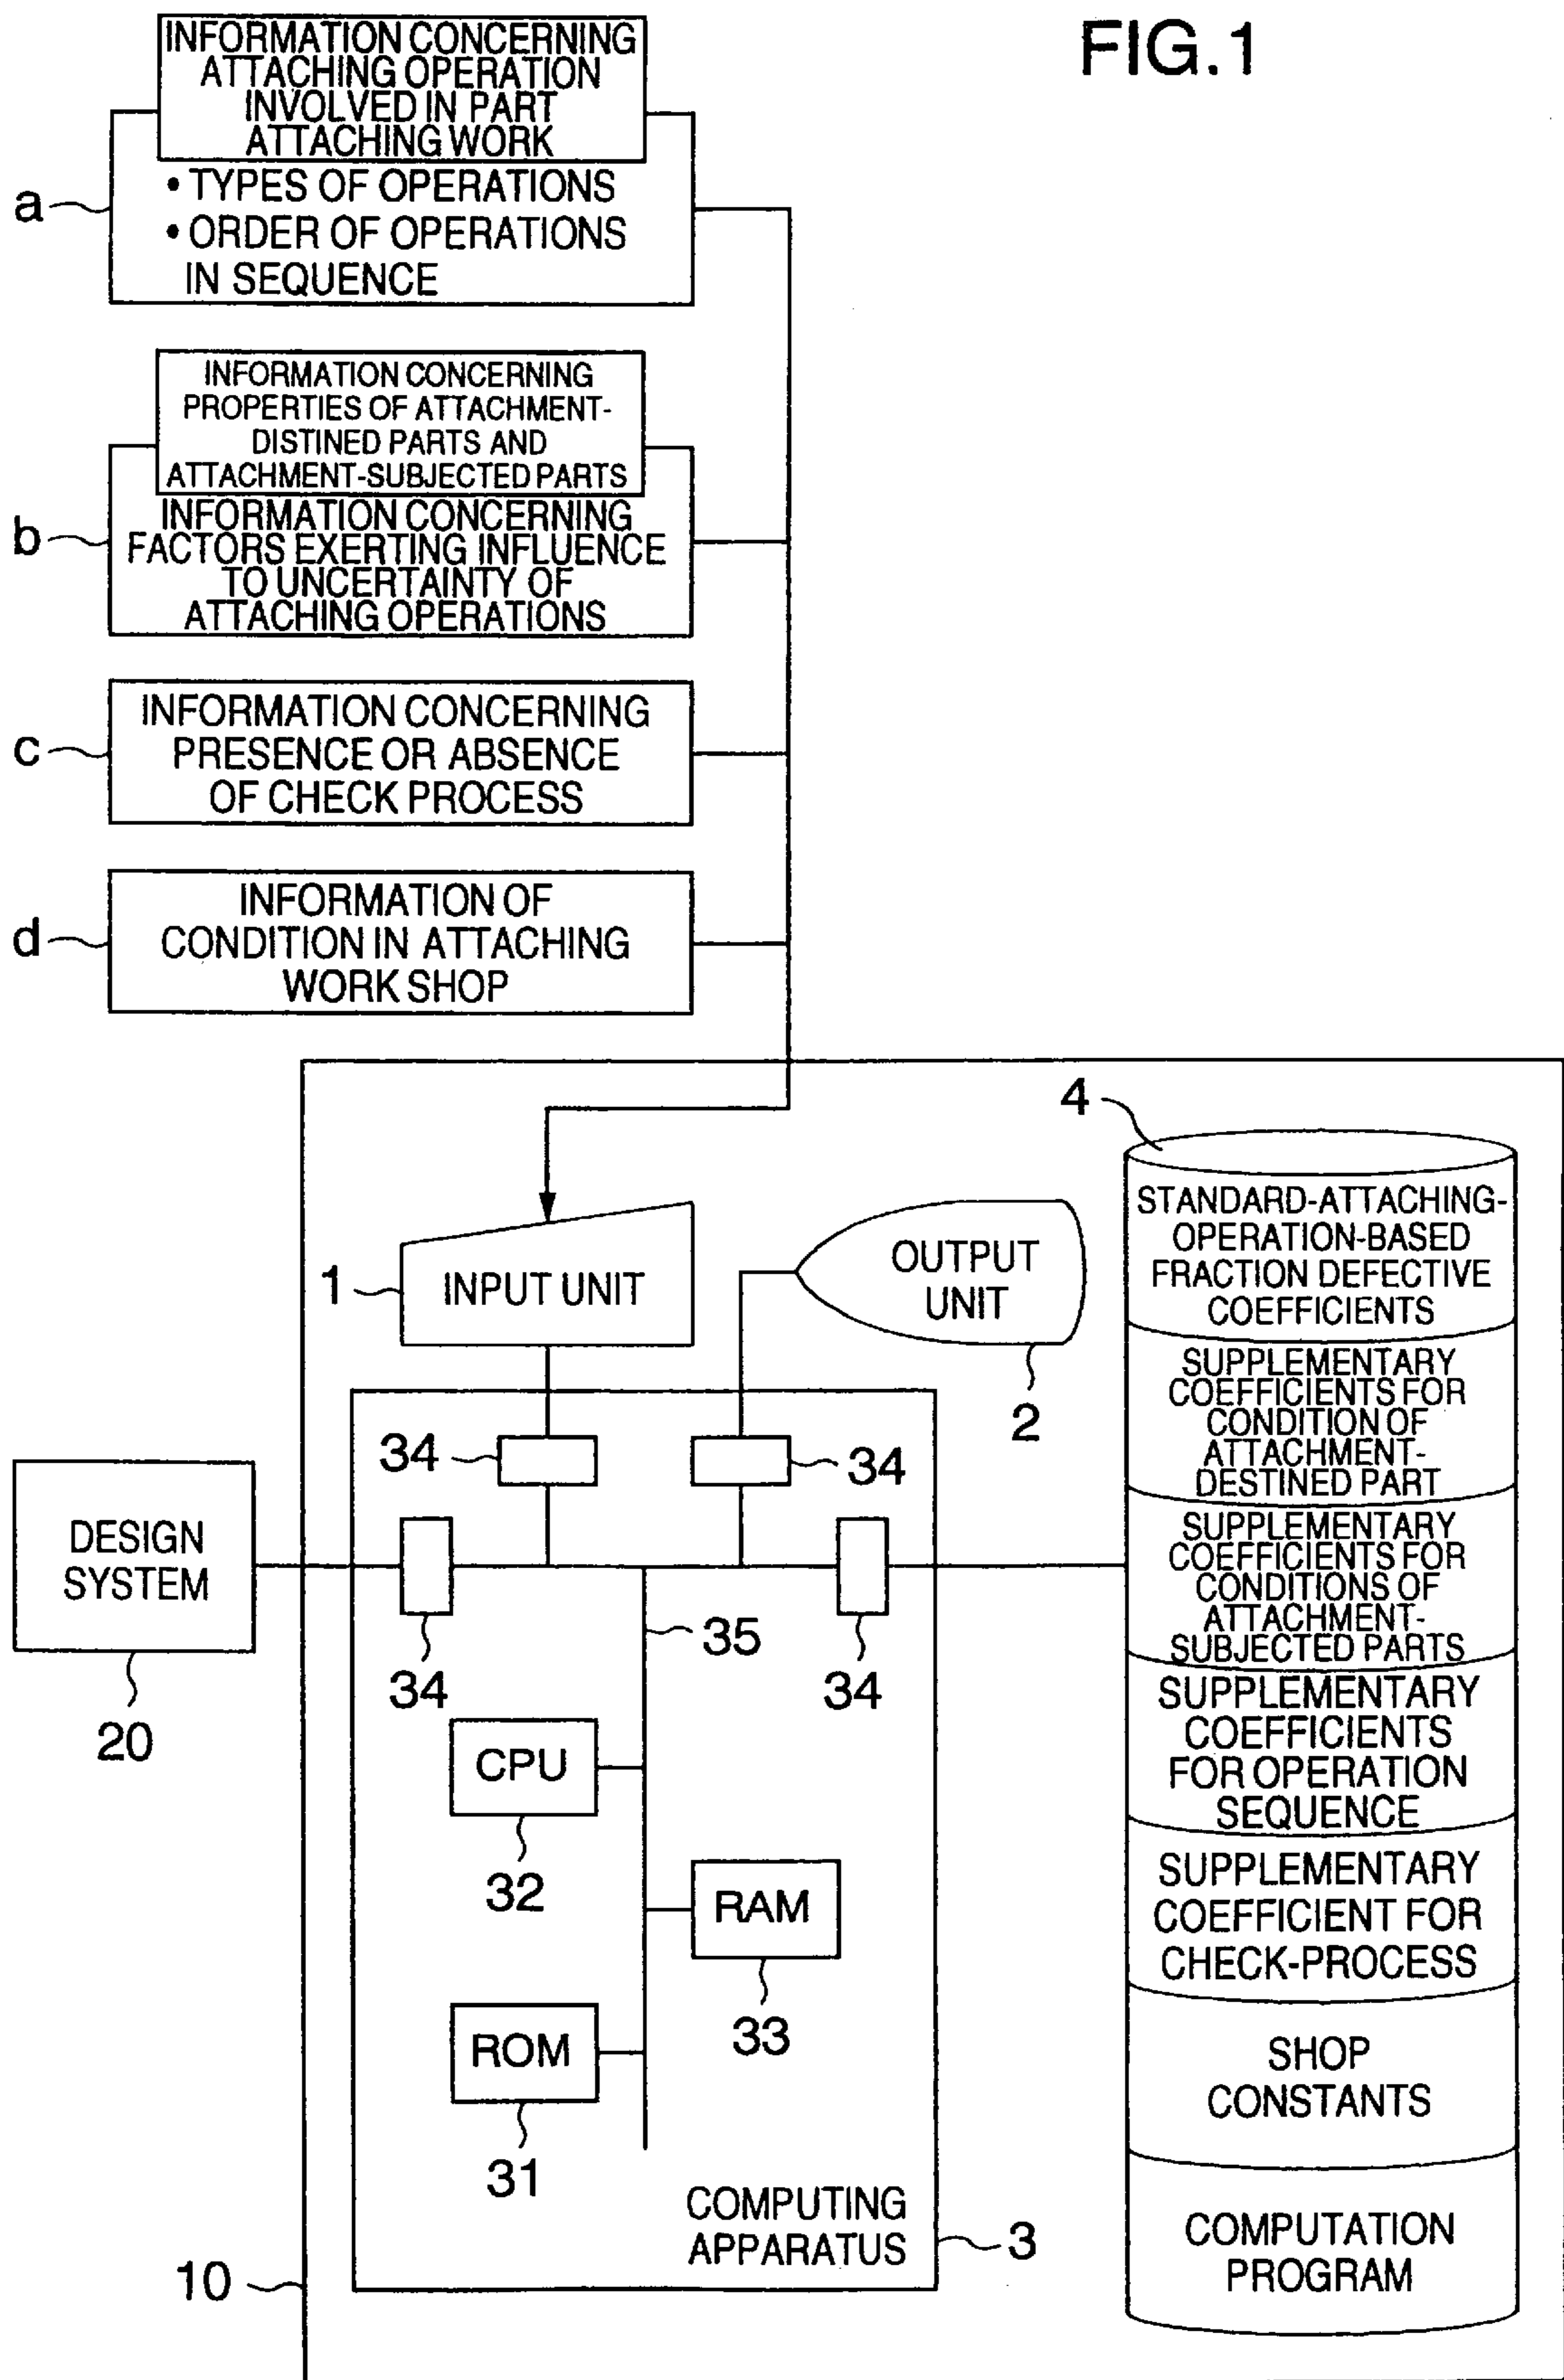 FIG.1
INFORMATION CONCERNING
ATTACHING OPERATION
INVOLVED IN PART
ATTACHING WORK
• TYPES OF OPERATIONS
• ORDER OF OPERATIONS
IN SEQUENCE
a
INFORMATION CONCERNING
PROPERTIES OF ATTACHMENT-
DISTINED PARTS AND
ATTACHMENT-SUBJECTED PARTS
INFORMATION CONCERNING
FACTORS EXERTING INFLUENCE
TO UNCERTAINTY OF
ATTACHING OPERATIONS
b
INFORMATION CONCERNING
PRESENCE OR ABSENCE
OF CHECK PROCESS
c
INFORMATION OF
CONDITION IN ATTACHING
WORK SHOP
d
4
1
INPUT UNIT
OUTPUT
UNIT
2
34
34
DESIGN
SYSTEM
20
34
35
34
CPU
32
RAM
33
ROM
31
COMPUTING
APPARATUS
3
10
STANDARD-ATTACHING-
OPERATION-BASED
FRACTION DEFECTIVE
COEFFICIENTS
SUPPLEMENTARY
COEFFICIENTS FOR
CONDITION OF
ATTACHMENT-
DESTINED PART
SUPPLEMENTARY
COEFFICIENTS FOR
CONDITIONS OF
ATTACHMENT-
SUBJECTED PARTS
SUPPLEMENTARY
COEFFICIENTS
FOR OPERATION
SEQUENCE
SUPPLEMENTARY
COEFFICIENT FOR
CHECK-PROCESS
SHOP
CONSTANTS
COMPUTATION
PROGRAM